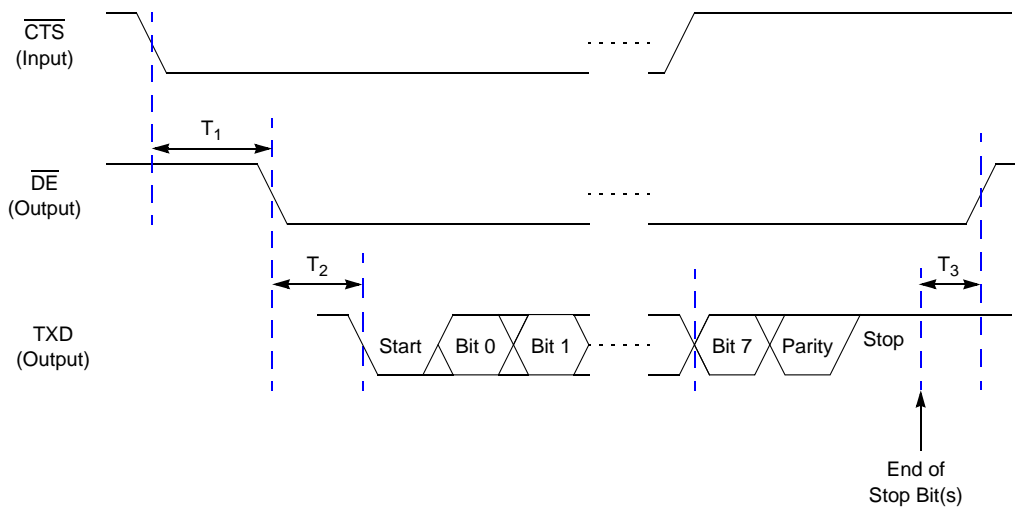 CTS
(Input)
T1
DE
(Output)
T2
T3
TXD
(Output)
Start
Bit 0
Bit 1
Bit 7
Parity
Stop
End of
Stop Bit(s)